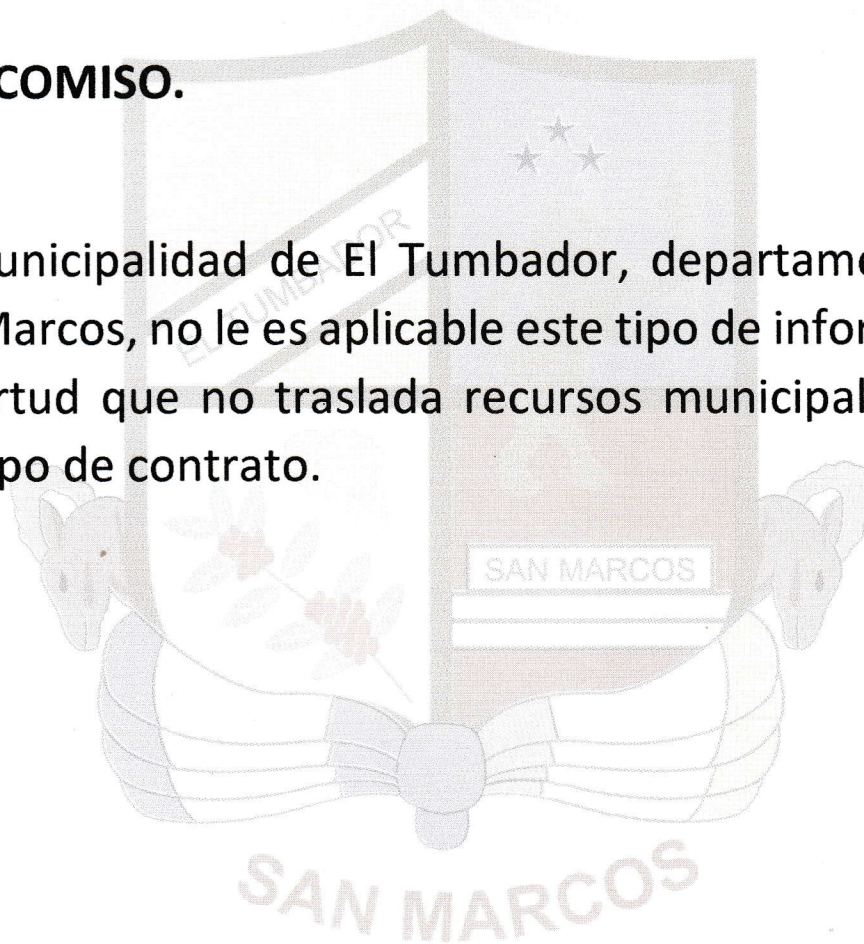 COMISO.
unicipalidad de El Tumbador, departame
Marcos, no le es aplicable este tipo de infor
rtud que no traslada recursos municipal
po de contrato.
EL TUMBADOR
SAN MARCOS
SAN MARCOS